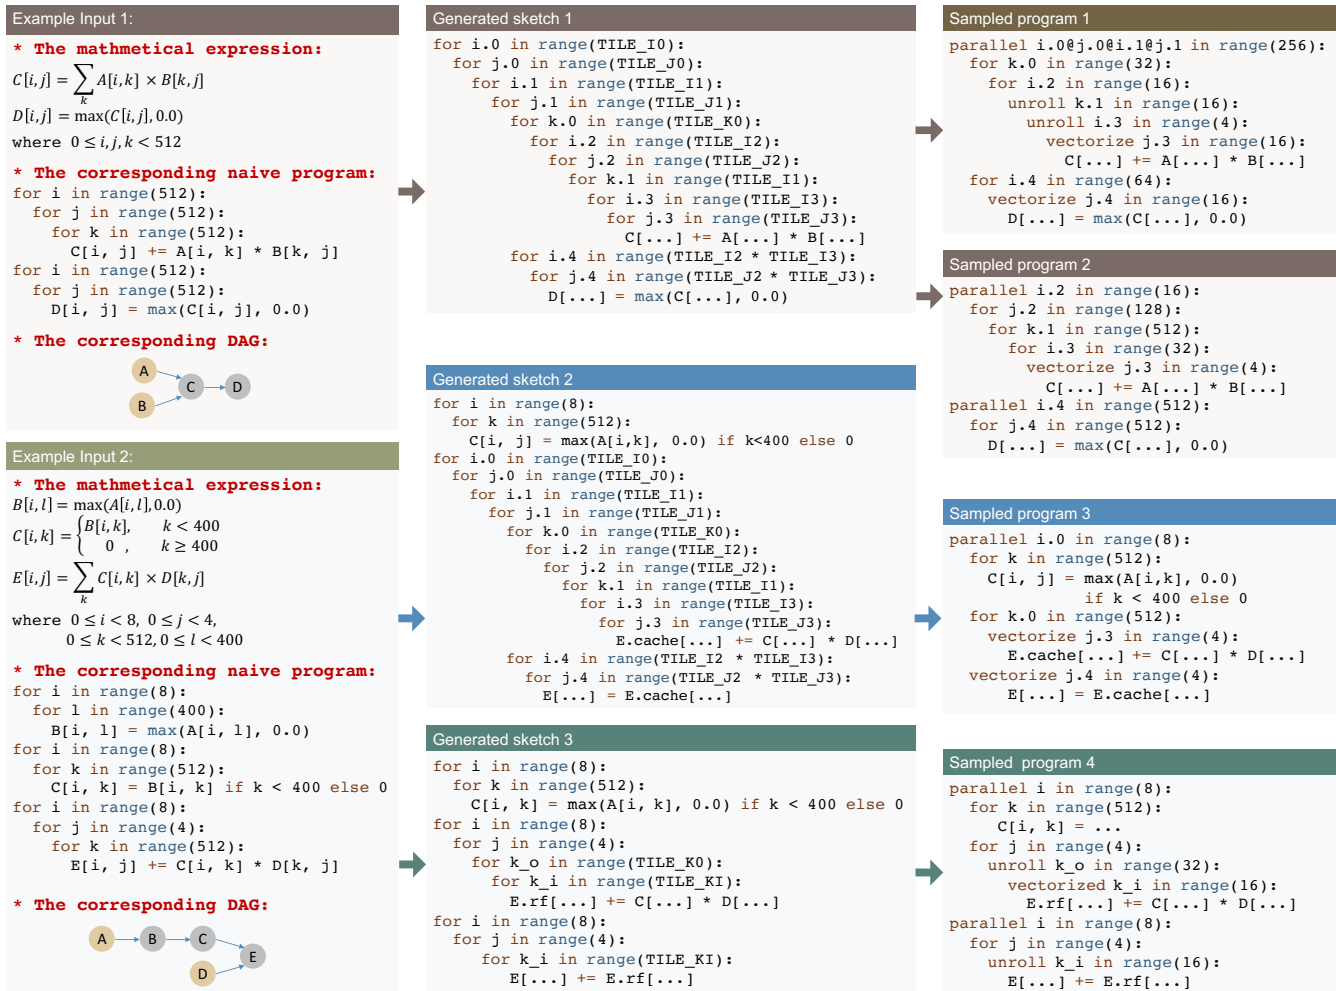 Example Input 1:
* The mathmetical expression:
C[i,j] = ∑ A[i,k] × B[k,j]
k
D[i,j] = max(C[i,j], 0.0)
where 0 ≤ i,j,k < 512
* The corresponding naive program:
for i in range(512):
  for j in range(512):
    for k in range(512):
      C[i, j] += A[i, k] * B[k, j]
for i in range(512):
  for j in range(512):
    D[i, j] = max(C[i, j], 0.0)
* The corresponding DAG:
A
B
C
D
Example Input 2:
* The mathmetical expression:
B[i,l] = max(A[i,l],0.0)
C[i,k] = { B[i,k], k < 400
0 , k ≥ 400
E[i,j] = ∑ C[i,k] × D[k,j]
k
where 0 ≤ i < 8, 0 ≤ j < 4,
0 ≤ k < 512, 0 ≤ l < 400
* The corresponding naive program:
for i in range(8):
  for l in range(400):
    B[i, l] = max(A[i, l], 0.0)
for i in range(8):
  for k in range(512):
    C[i, k] = B[i, k] if k < 400 else 0
for i in range(8):
  for j in range(4):
    for k in range(512):
      E[i, j] += C[i, k] * D[k, j]
* The corresponding DAG:
A
B
C
D
E
Generated sketch 1
for i.0 in range(TILE_I0):
  for j.0 in range(TILE_J0):
    for i.1 in range(TILE_I1):
      for j.1 in range(TILE_J1):
        for k.0 in range(TILE_K0):
          for i.2 in range(TILE_I2):
            for j.2 in range(TILE_J2):
              for k.1 in range(TILE_I1):
                for i.3 in range(TILE_I3):
                  for j.3 in range(TILE_J3):
                    C[...] += A[...] * B[...]
        for i.4 in range(TILE_I2 * TILE_I3):
          for j.4 in range(TILE_J2 * TILE_J3):
            D[...] = max(C[...], 0.0)
Generated sketch 2
for i in range(8):
  for k in range(512):
    C[i, j] = max(A[i,k], 0.0) if k<400 else 0
for i.0 in range(TILE_I0):
  for j.0 in range(TILE_J0):
    for i.1 in range(TILE_I1):
      for j.1 in range(TILE_J1):
        for k.0 in range(TILE_K0):
          for i.2 in range(TILE_I2):
            for j.2 in range(TILE_J2):
              for k.1 in range(TILE_I1):
                for i.3 in range(TILE_I3):
                  for j.3 in range(TILE_J3):
                    E.cache[...] += C[...] * D[...]
        for i.4 in range(TILE_I2 * TILE_I3):
          for j.4 in range(TILE_J2 * TILE_J3):
            E[...] = E.cache[...]
Generated sketch 3
for i in range(8):
  for k in range(512):
    C[i, k] = max(A[i, k], 0.0) if k < 400 else 0
for i in range(8):
  for j in range(4):
    for k_o in range(TILE_K0):
      for k_i in range(TILE_KI):
        E.rf[...] += C[...] * D[...]
for i in range(8):
  for j in range(4):
    for k_i in range(TILE_KI):
      E[...] += E.rf[...]
Sampled program 1
parallel i.0@j.0@i.1@j.1 in range(256):
  for k.0 in range(32):
    for i.2 in range(16):
      unroll k.1 in range(16):
        unroll i.3 in range(4):
          vectorize j.3 in range(16):
            C[...] += A[...] * B[...]
  for i.4 in range(64):
    vectorize j.4 in range(16):
      D[...] = max(C[...], 0.0)
Sampled program 2
parallel i.2 in range(16):
  for j.2 in range(128):
    for k.1 in range(512):
      for i.3 in range(32):
        vectorize j.3 in range(4):
          C[...] += A[...] * B[...]
parallel i.4 in range(512):
  for j.4 in range(512):
    D[...] = max(C[...], 0.0)
Sampled program 3
parallel i.0 in range(8):
  for k in range(512):
    C[i, j] = max(A[i,k], 0.0)
              if k < 400 else 0
  for k.0 in range(512):
    vectorize j.3 in range(4):
      E.cache[...] += C[...] * D[...]
  vectorize j.4 in range(4):
    E[...] = E.cache[...]
Sampled  program 4
parallel i in range(8):
  for k in range(512):
    C[i, k] = ...
  for j in range(4):
    unroll k_o in range(32):
      vectorized k_i in range(16):
        E.rf[...] += C[...] * D[...]
parallel i in range(8):
  for j in range(4):
    unroll k_i in range(16):
      E[...] += E.rf[...]